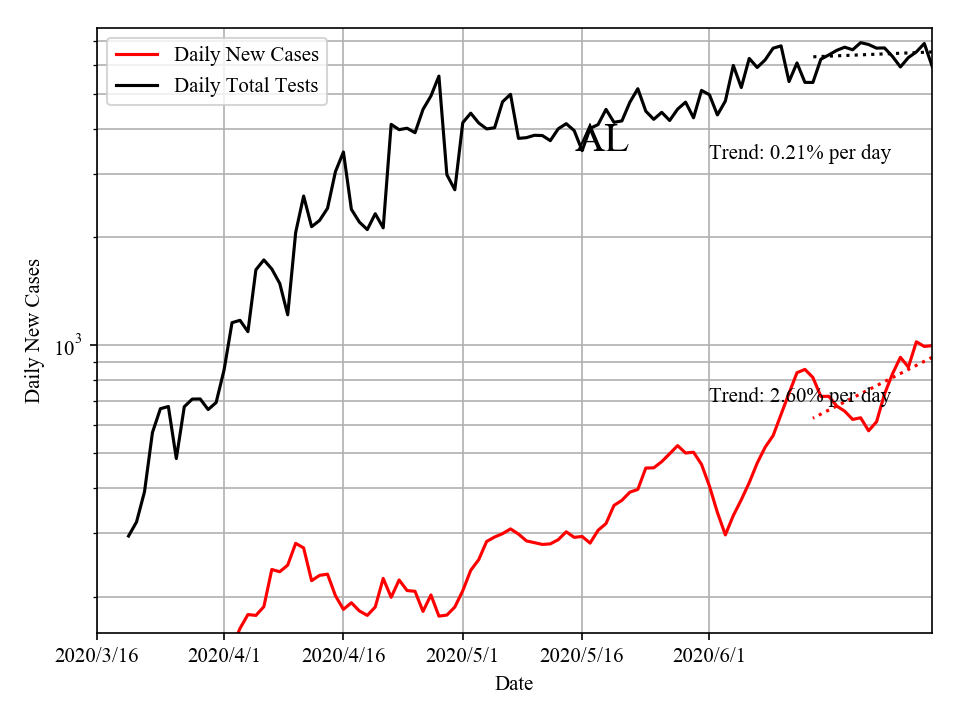 Daily New Cases
Daily Total Tests
AL
Trend: 0.21% per day
Trend: 2.60% per day
Daily New Cases
10³
2020/3/16 2020/4/1 2020/4/16 2020/5/1 2020/5/16 2020/6/1
Date